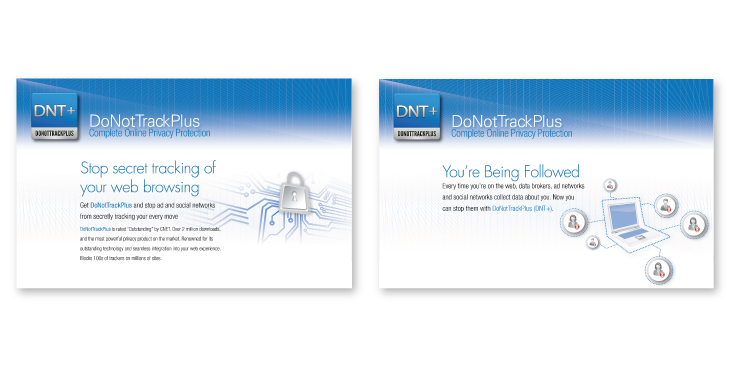 DNT+
DONOTTRACKPLUS
DoNotTrackPlus
Complete Online Privacy Protection
Stop secret tracking of
your web browsing
Get DoNotTrackPlus and stop ad and social networks
from secretly tracking your every move
DoNotTrackPlus is rated "Outstanding" by CNET. Over 2 million downloads,
and the most powerful privacy product on the market. Renowned for its
outstanding technology and seamless integration into your web experience.
Blocks 100s of trackers on millions of sites.
DNT+
DONOTTRACKPLUS
DoNotTrackPlus
Complete Online Privacy Protection
You're Being Followed
Every time you're on the web, data brokers, ad networks
and social networks collect data about you. Now you
can stop them with DoNotTrackPlus (DNT+).